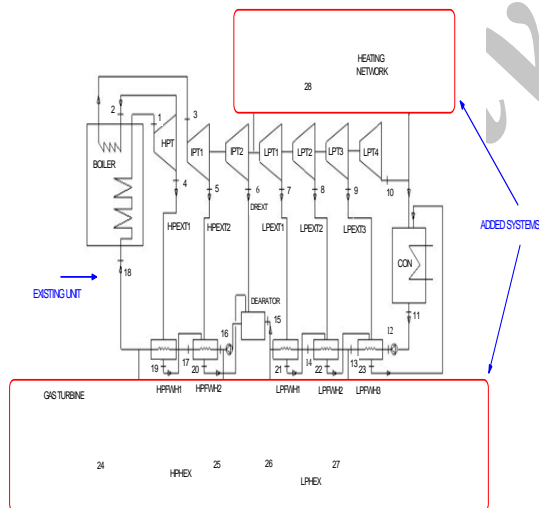 HEATING
NETWORK
28
1
2
3
HPT
IPT1
IPT2
LPT1
LPT2
LPT3
LPT4
BOILER
4
5
6
7
8
9
10
DREXT
HPEXT1
HPEXT2
LPEXT1
LPEXT2
LPEXT3
ADDED SYSTEMS
CON
18
EXISTING UNIT
DEARATOR
15
11
16
12
17
14
13
19
20
21
22
23
HPFWH1
HPFWH2
LPFWH1
LPFWH2
LPFWH3
GAS TURBINE
24
25
26
27
HPHEX
LPHEX